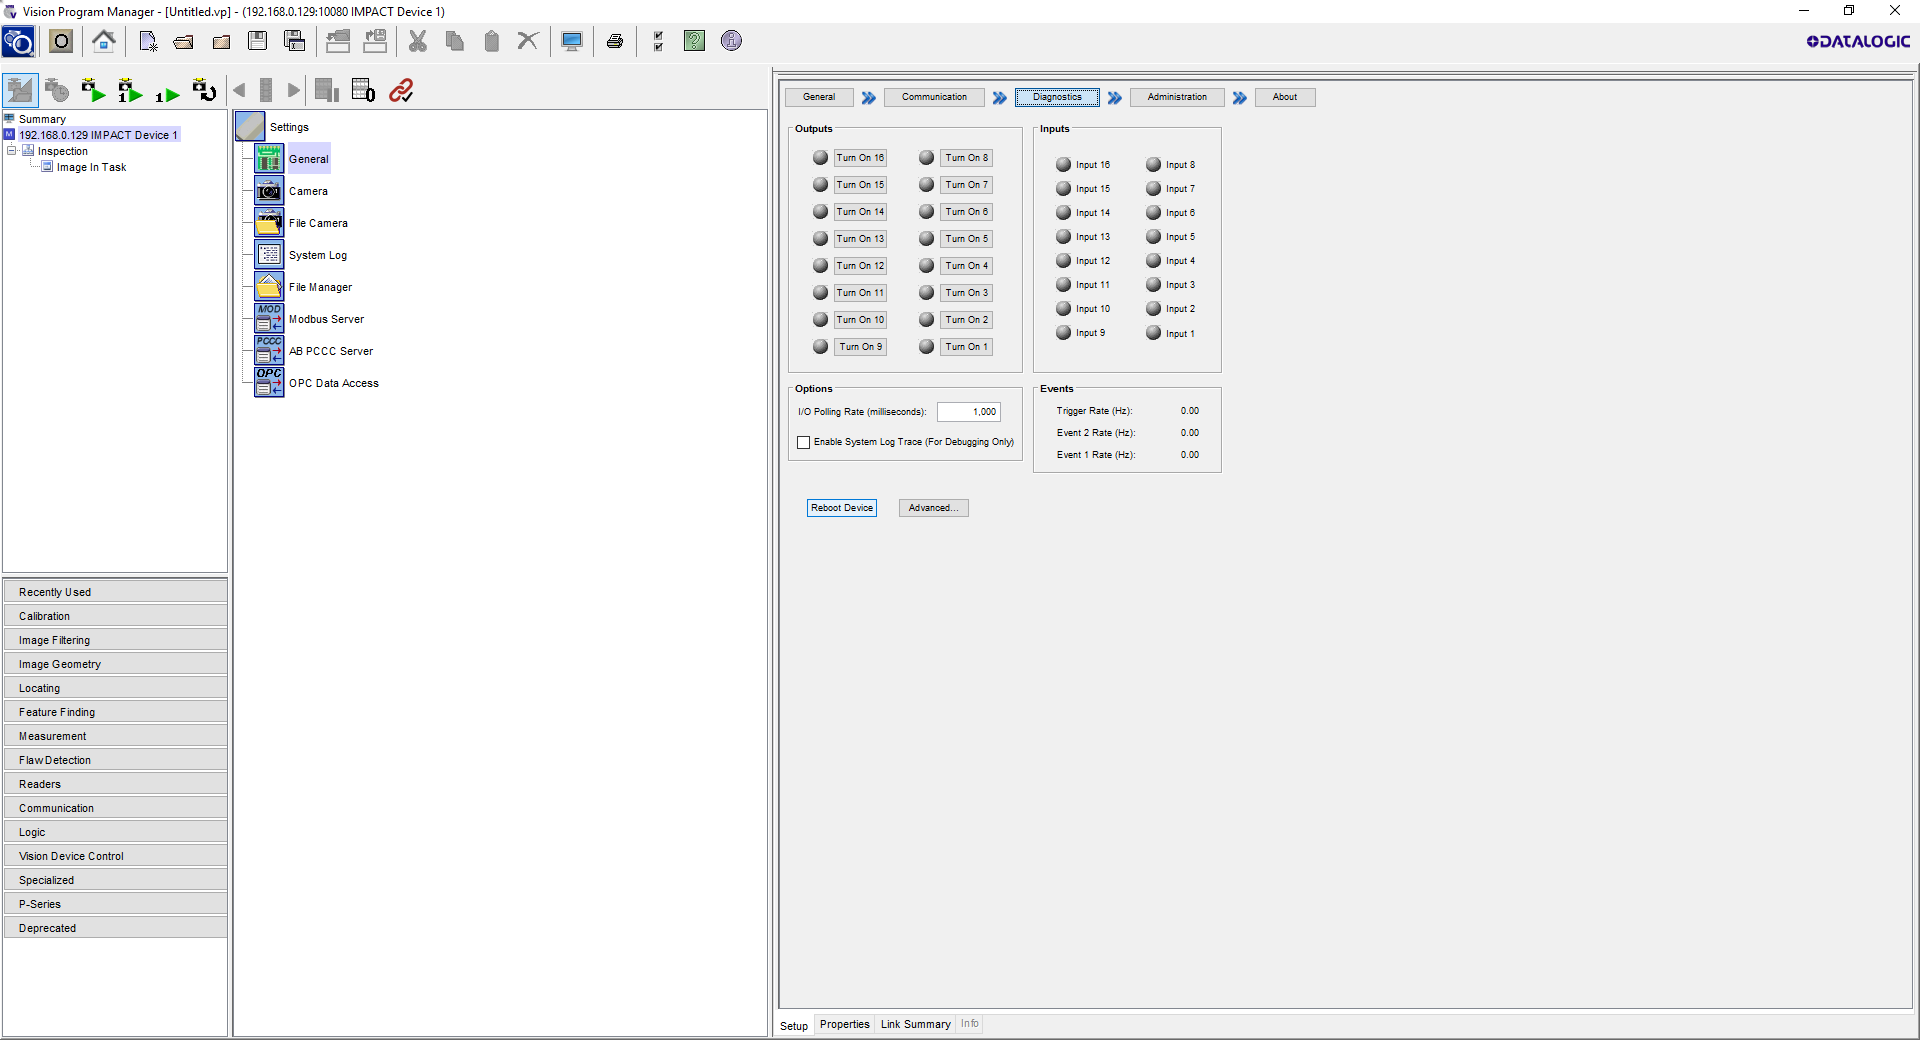 Vision Program Manager - [Untitled.vp] - (192.168.0.129:10080 IMPACT Device 1)
O
1
1
0
?
i
DATALOGIC
Summary
M 192.168.0.129 IMPACT Device 1
Inspection
Image In Task
Recently Used
Calibration
Image Filtering
Image Geometry
Locating
Feature Finding
Measurement
Flaw Detection
Readers
Communication
Logic
Vision Device Control
Specialized
P-Series
Deprecated
Settings
General
Camera
File Camera
System Log
File Manager
MOD
Modbus Server
PCCC
AB PCCC Server
OPC
OPC Data Access
General
Communication
Diagnostics
Administration
About
Outputs
Turn On 16 Turn On 8
Turn On 15 Turn On 7
Turn On 14 Turn On 6
Turn On 13 Turn On 5
Turn On 12 Turn On 4
Turn On 11 Turn On 3
Turn On 10 Turn On 2
Turn On 9 Turn On 1
Inputs
Input 16 Input 8
Input 15 Input 7
Input 14 Input 6
Input 13 Input 5
Input 12 Input 4
Input 11 Input 3
Input 10 Input 2
Input 9 Input 1
Options
I/O Polling Rate (milliseconds): 1,000
Enable System Log Trace (For Debugging Only)
Events
Trigger Rate (Hz): 0.00
Event 2 Rate (Hz): 0.00
Event 1 Rate (Hz): 0.00
Reboot Device Advanced...
Setup Properties Link Summary Info